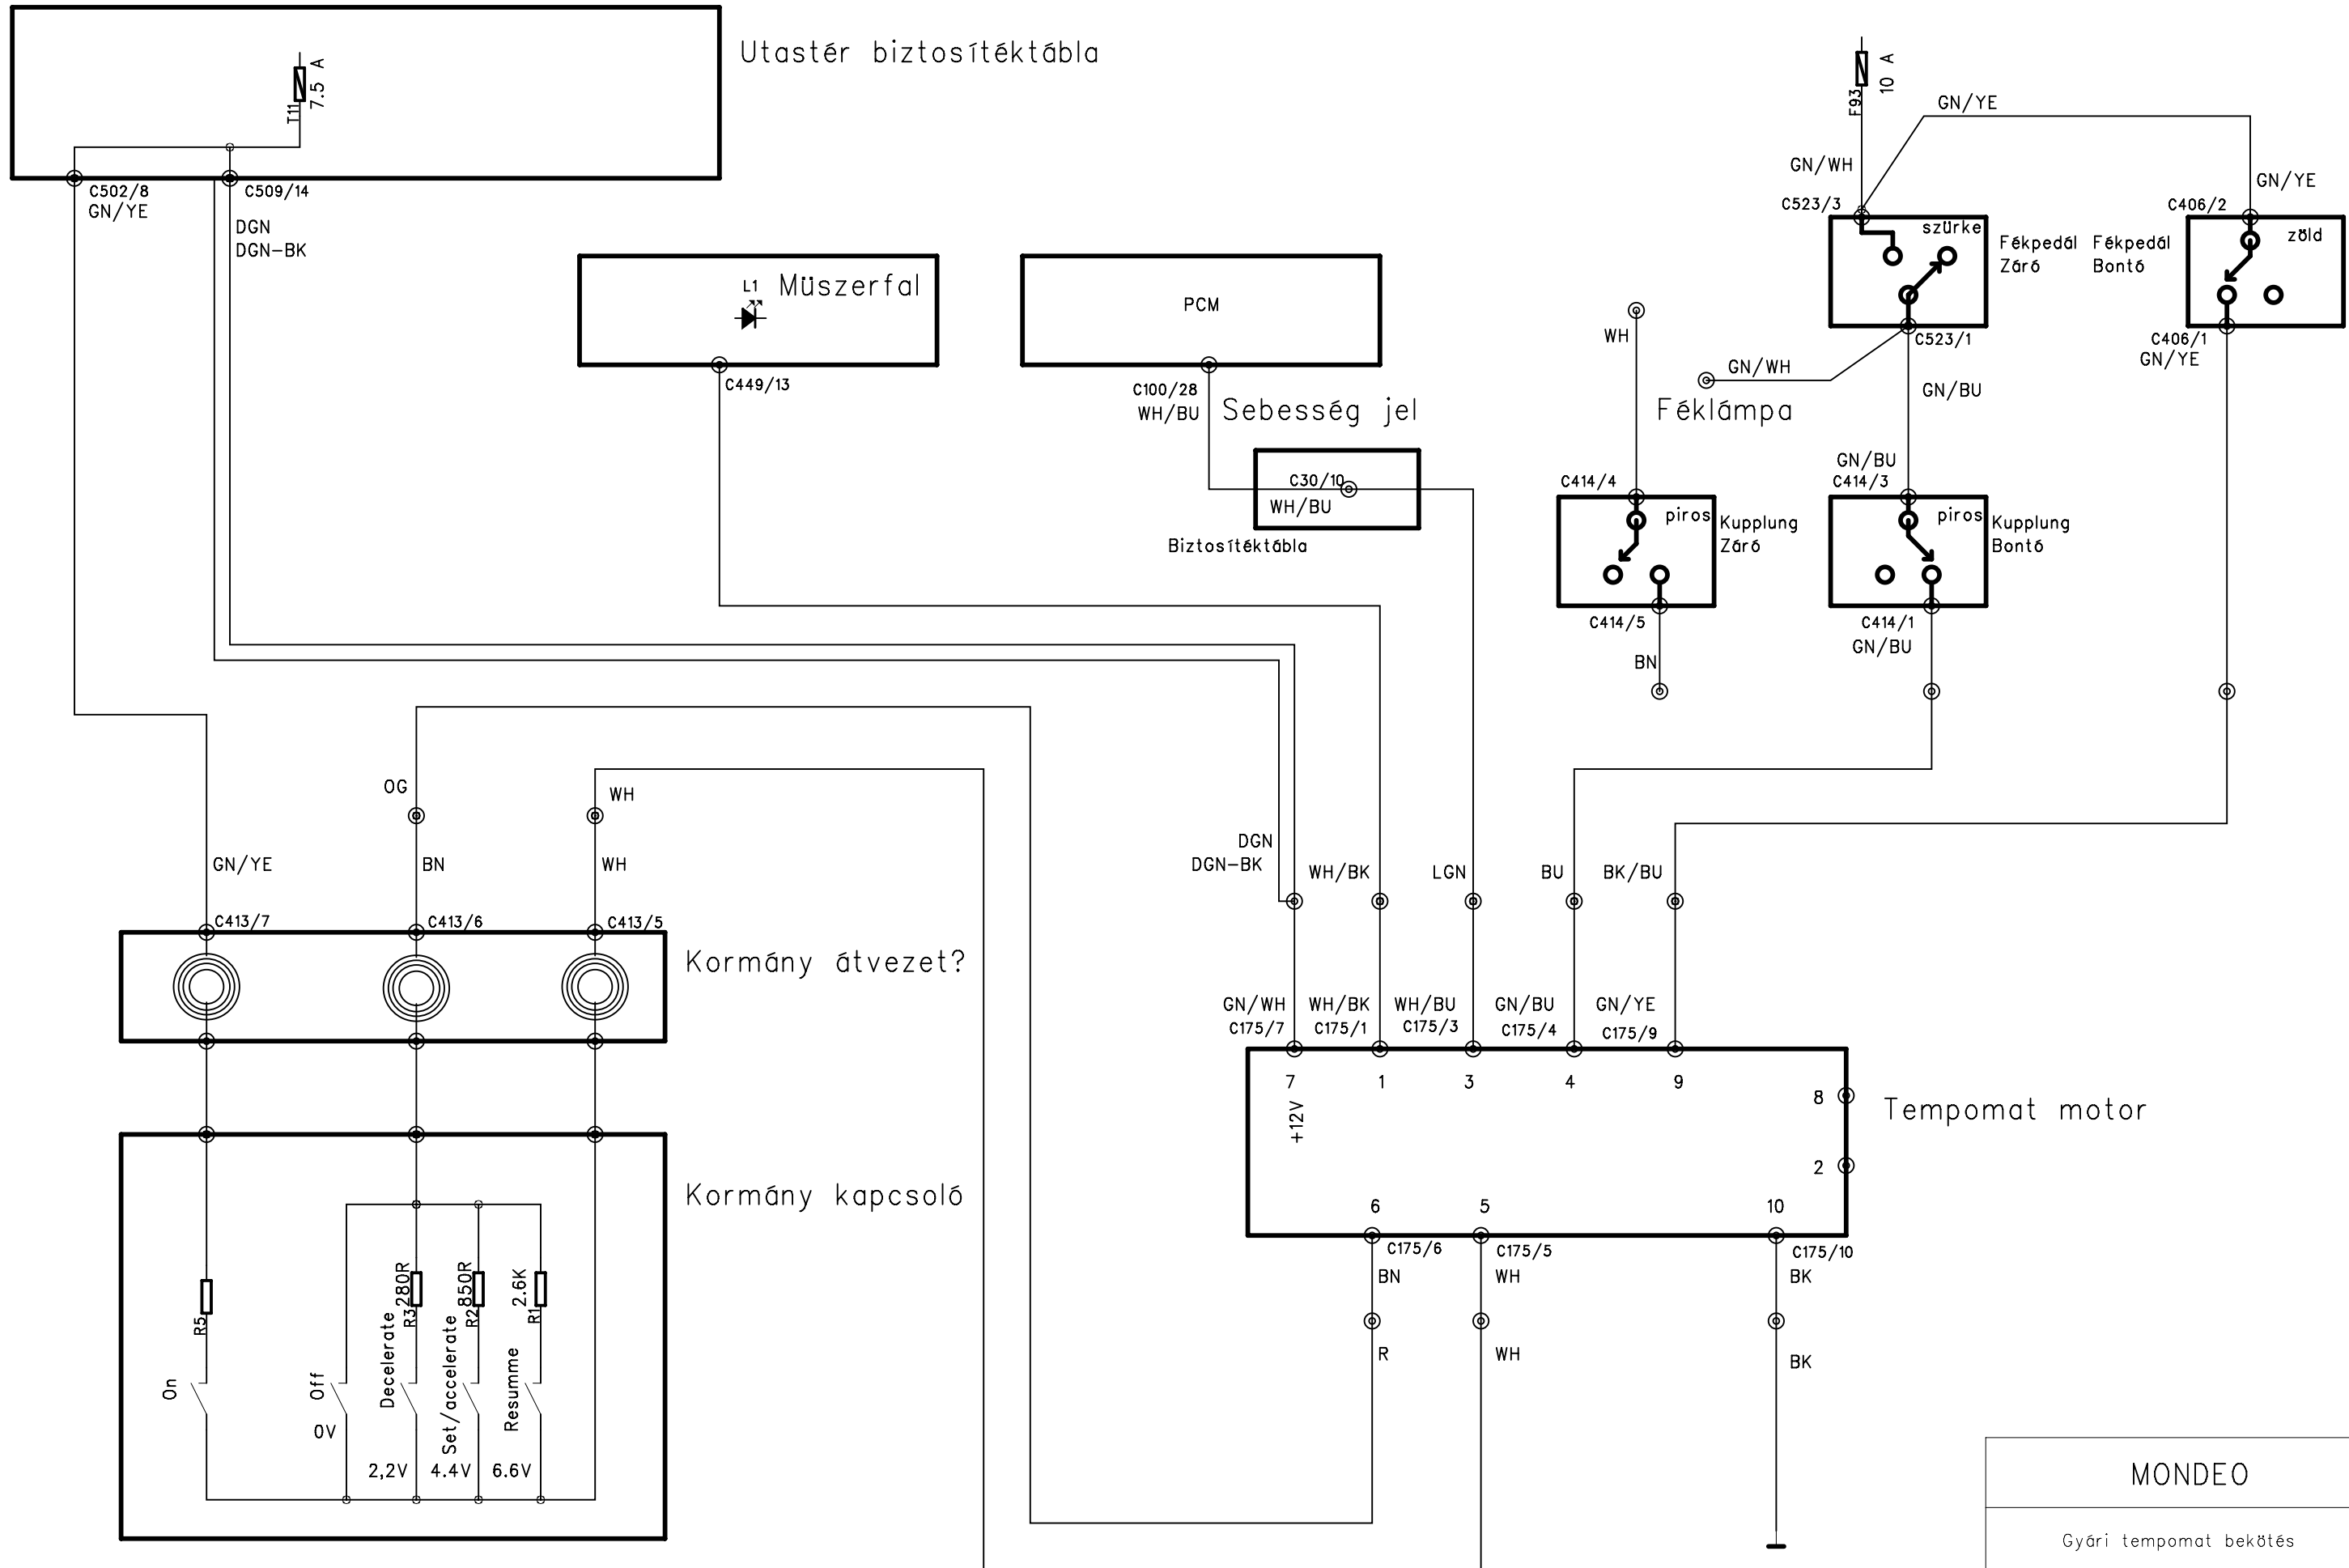 Utastér biztosítéktábla
T11
7.5 A
C502/8
GN/YE
C509/14
DGN
DGN-BK
F93
10 A
GN/YE
GN/WH
C523/3
szürke
Fékpedál
Záró
C523/1
GN/YE
C406/2
zöld
Fékpedál
Bontó
C406/1
GN/YE
L1
Müszerfal
C449/13
PCM
C100/28
WH/BU
Sebesség jel
C30/10
WH/BU
Biztosítéktábla
WH
GN/WH
Féklámpa
GN/BU
C414/4
piros
Kupplung
Záró
C414/5
BN
GN/BU
C414/3
piros
Kupplung
Bontó
C414/1
GN/BU
OG
WH
GN/YE
BN
WH
C413/7
C413/6
C413/5
Kormány átvezet?
DGN
DGN-BK
WH/BK
LGN
BU
BK/BU
GN/WH
C175/7
WH/BK
C175/1
WH/BU
C175/3
GN/BU
C175/4
GN/YE
C175/9
7
1
3
4
9
+12V
8
2
Tempomat motor
6
5
10
C175/6
BN
R
C175/5
WH
WH
C175/10
BK
BK
Kormány kapcsoló
R5
R3
280R
R2
850R
R1
2.6K
On
Off
Decelerate
Set/accelerate
Resumme
0V
2,2V
4.4V
6.6V
MONDEO
Gyári tempomat bekötés